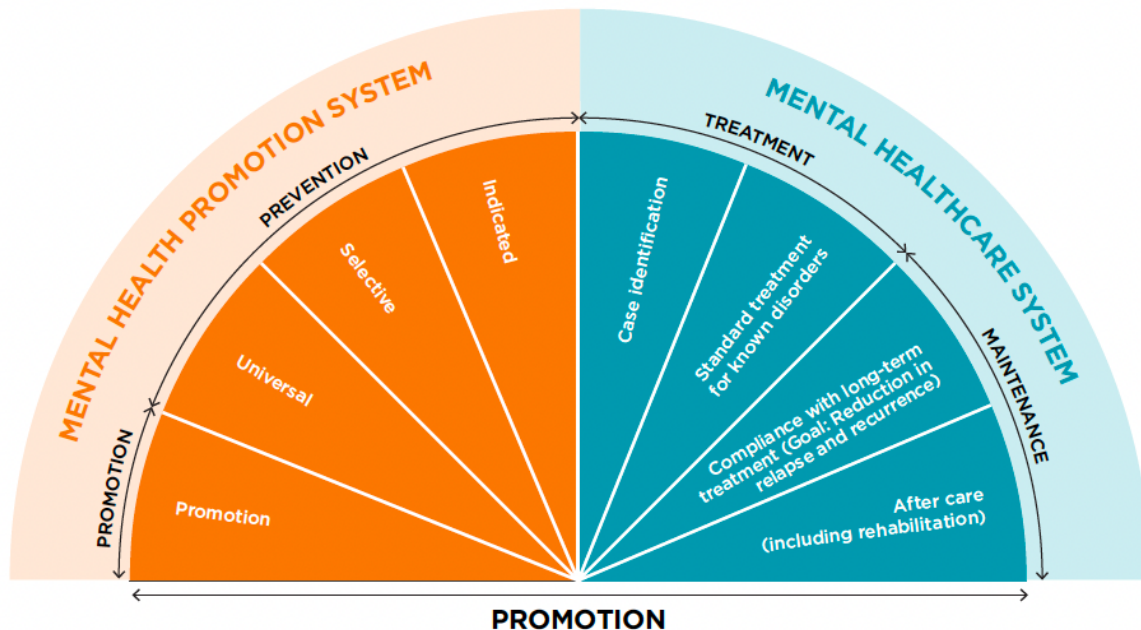 MENTAL HEALTH PROMOTION SYSTEM
MENTAL HEALTHCARE SYSTEM
PROMOTION
PREVENTION
TREATMENT
MAINTENANCE
Promotion
Universal
Selective
Indicated
Case identification
Standard treatment
for known disorders
Compliance with long-term
treatment (Goal: Reduction in
relapse and recurrence)
After care
(including rehabilitation)
PROMOTION